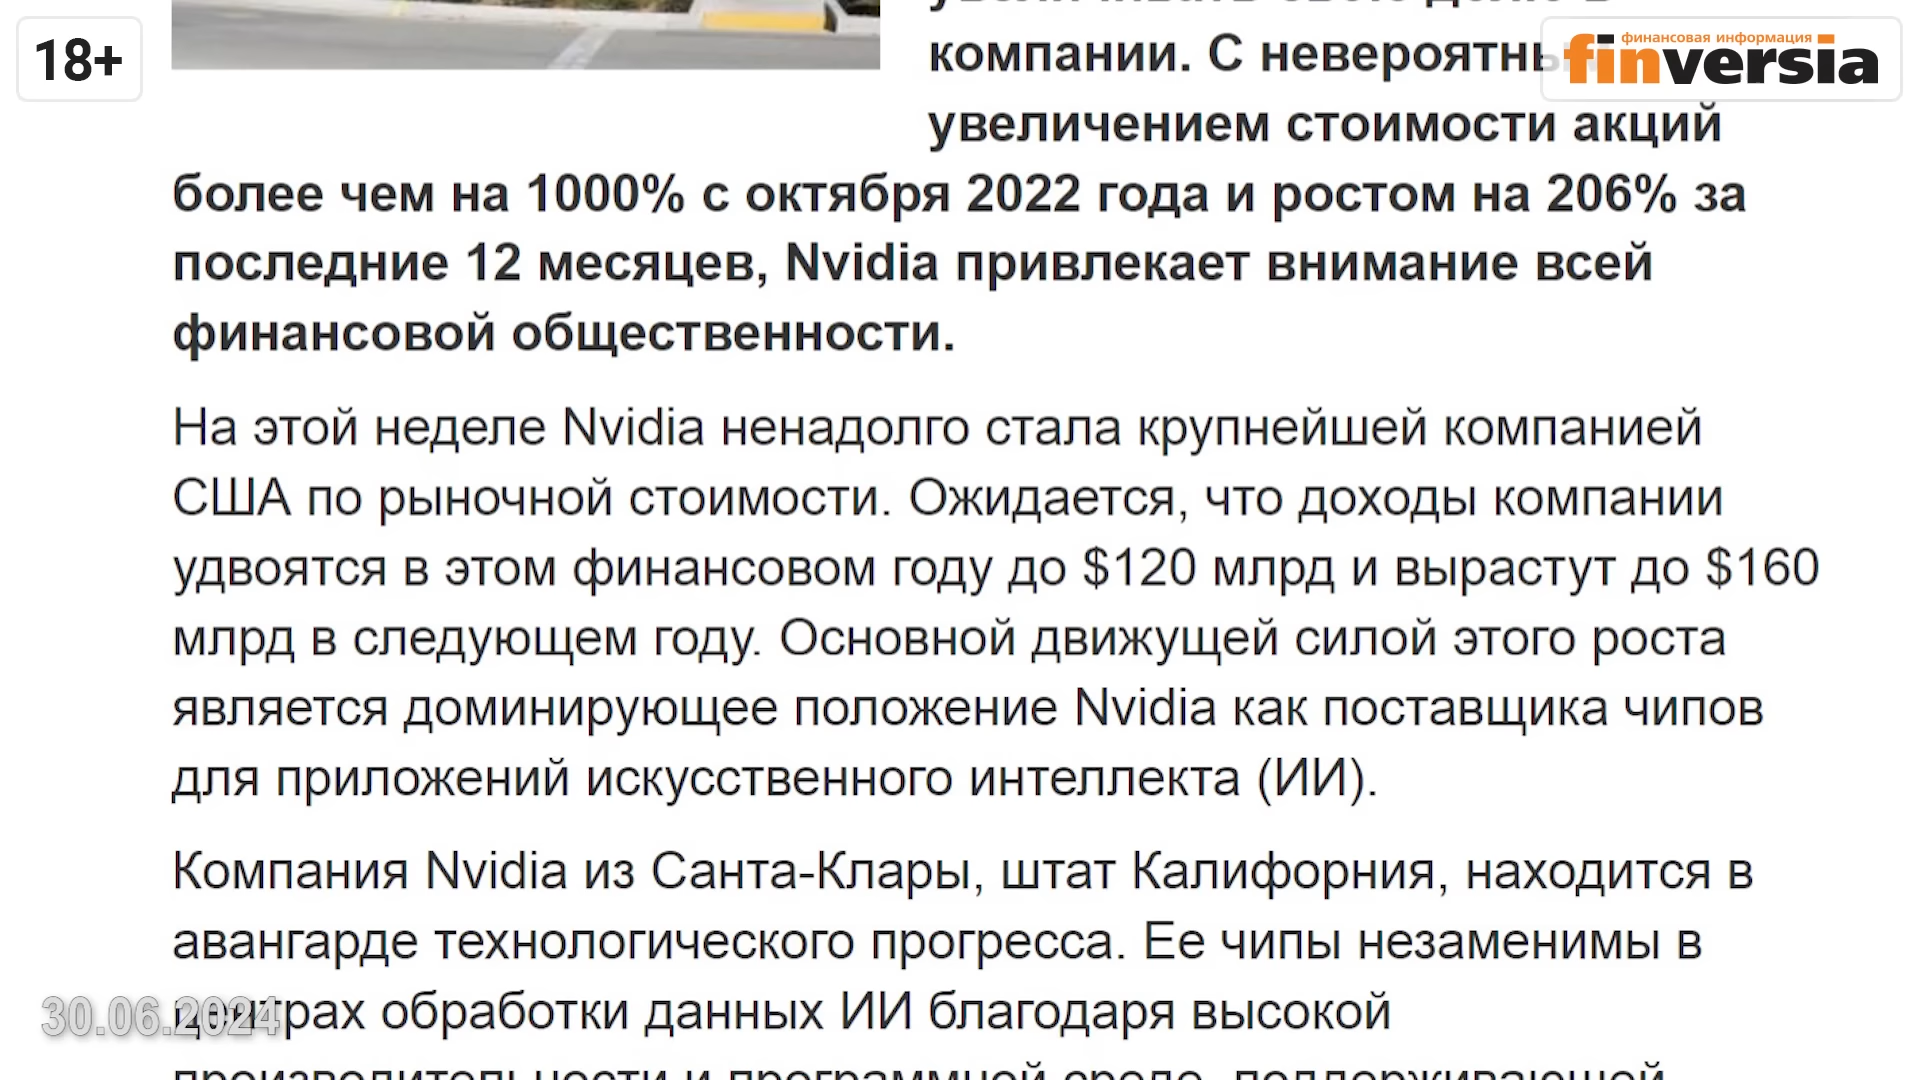 18+
финансовая информация
finversia
компании. С
увеличением стоимости акций
более чем на 1000% с октября 2022 года и ростом на 206% за
последние 12 месяцев, Nvidia привлекает внимание всей
финансовой общественности.
На этой неделе Nvidia ненадолго стала крупнейшей компанией
США по рыночной стоимости. Ожидается, что доходы компании
удвоятся в этом финансовом году до $120 млрд и вырастут до $160
млрд в следующем году. Основной движущей силой этого роста
является доминирующее положение Nvidia как поставщика чипов
для приложений искусственного интеллекта (ИИ).
Компания Nvidia из Санта-Клары, штат Калифорния, находится в
авангарде технологического прогресса. Ее чипы незаменимы в
центрах обработки данных ИИ благодаря высокой
30.06.2024